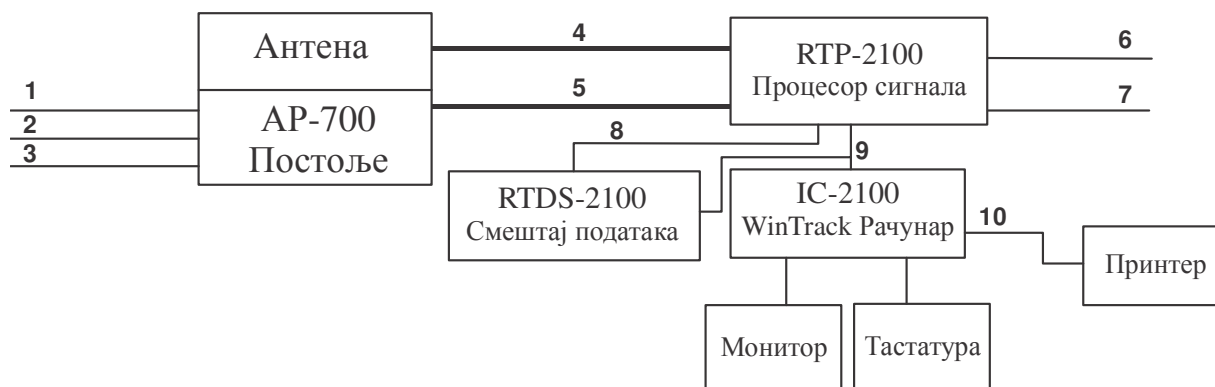 Антена
4
1
2
3
АР-700
Постоље
5
RTP-2100
Процесор сигнала
6
7
8
9
RTDS-2100
Смештај података
IC-2100
WinTrack Рачунар
10
Принтер
Монитор
Тастатура